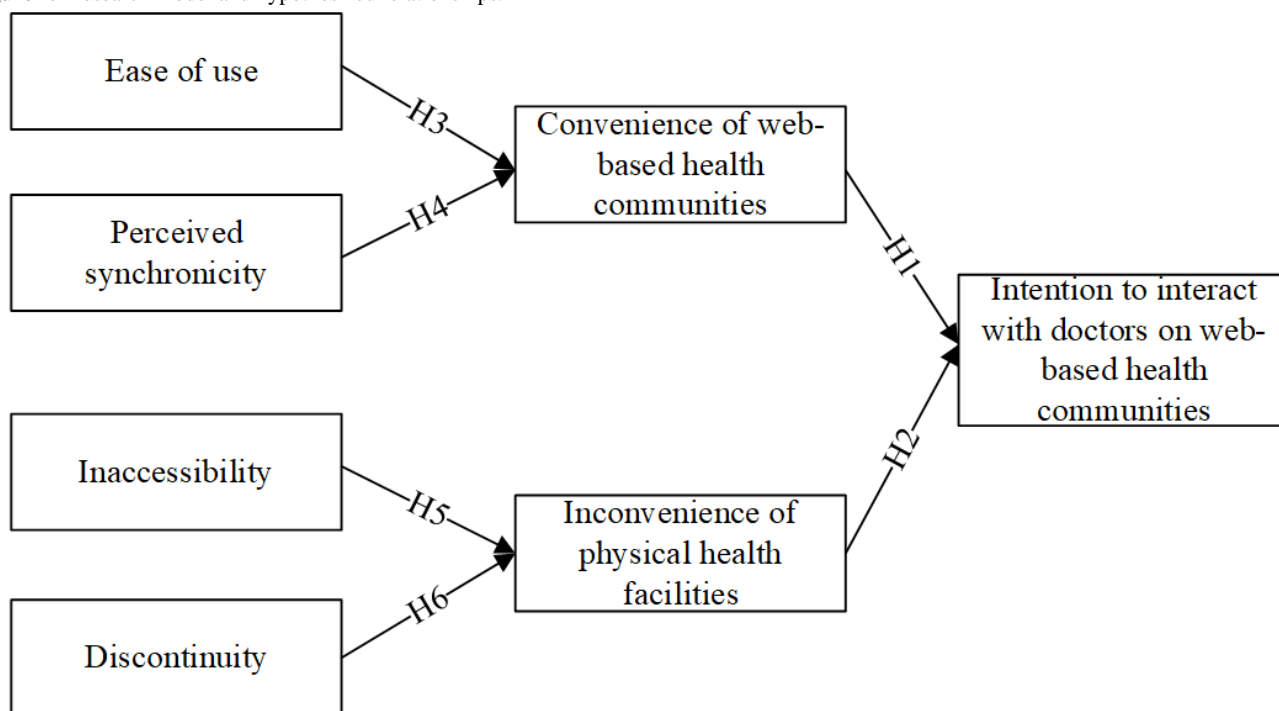 Ease of use
H3
Convenience of web-
based health
communities
H4
Perceived
synchronicity
H1
Intention to interact
with doctors on web-
based health
communities
H2
Inaccessibility
H5
Inconvenience of
physical health
facilities
H6
Discontinuity